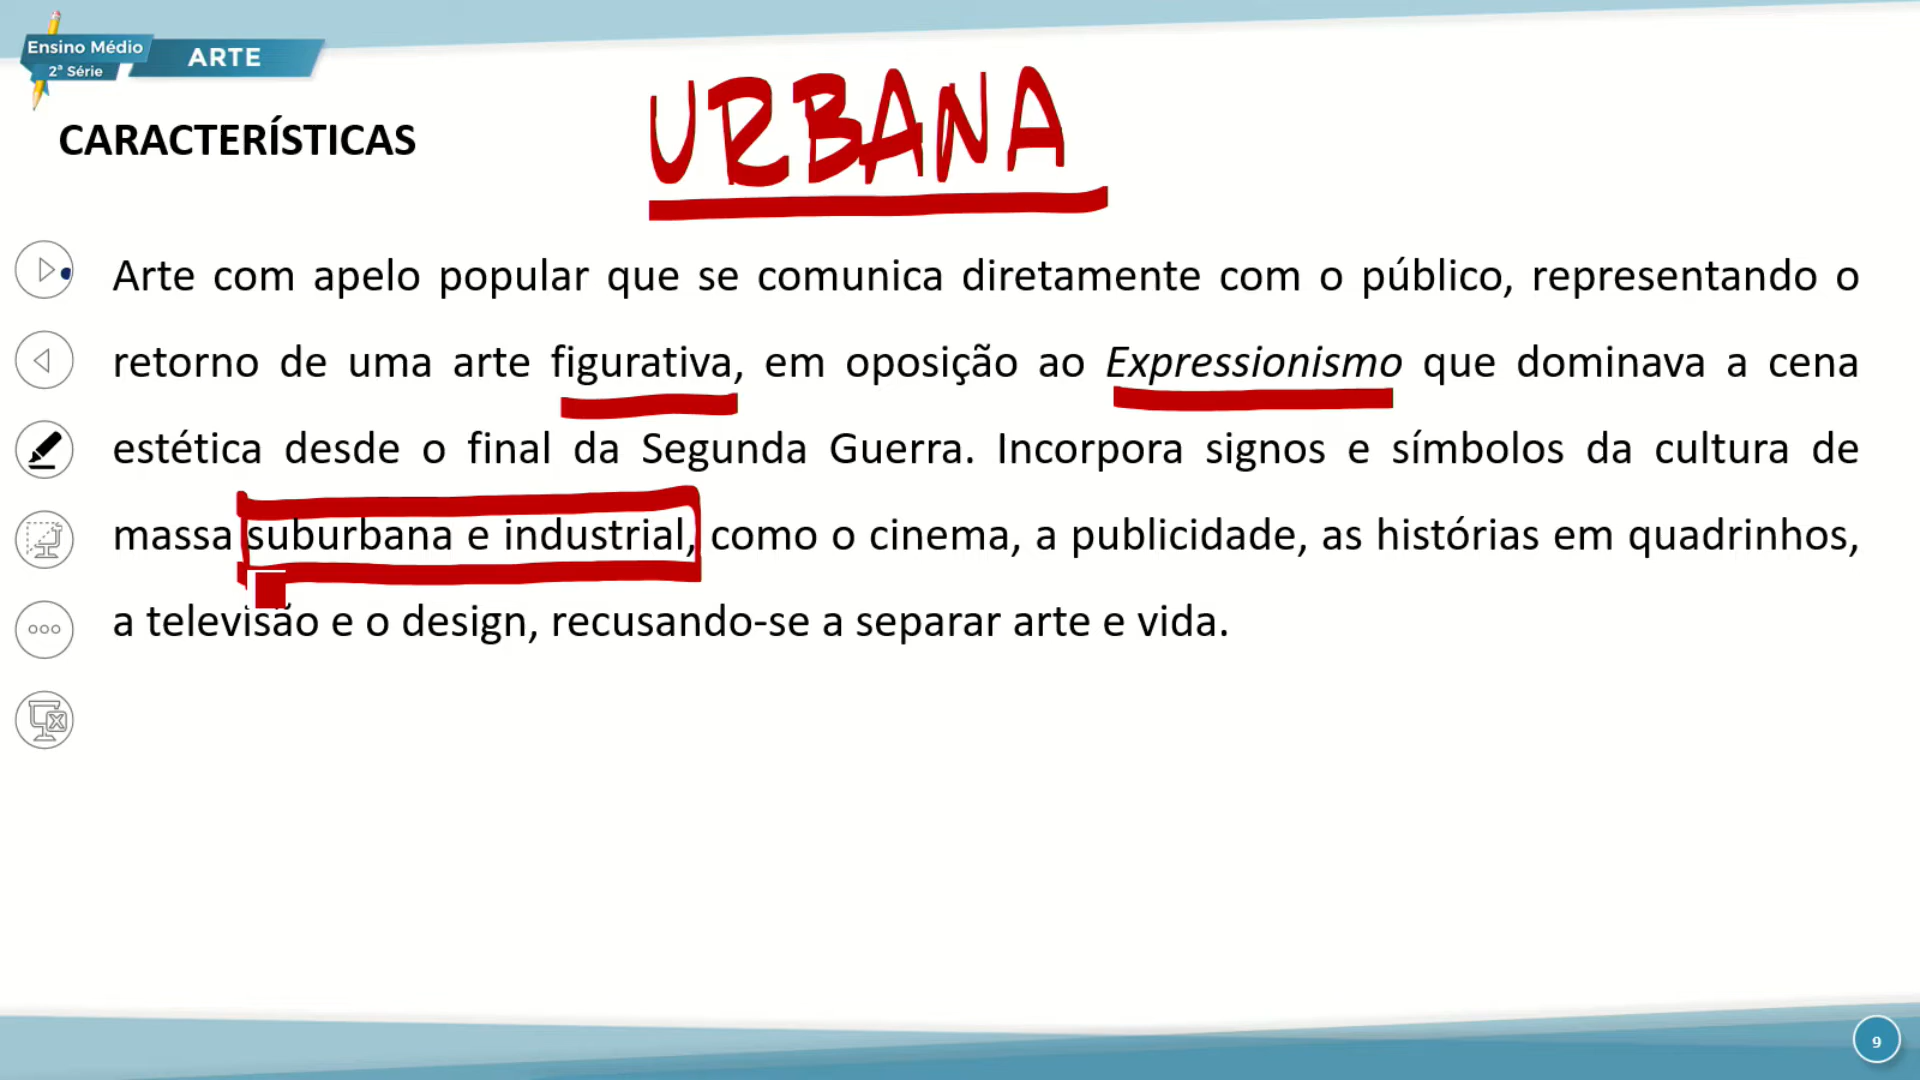 Ensino Médio
2ª Série
ARTE
URBANA
CARACTERÍSTICAS
Arte com apelo popular que se comunica diretamente com o público, representando o
retorno de uma arte figurativa, em oposição ao Expressionismo que dominava a cena
estética desde o final da Segunda Guerra. Incorpora signos e símbolos da cultura de
massa suburbana e industrial, como o cinema, a publicidade, as histórias em quadrinhos,
a televisão e o design, recusando-se a separar arte e vida.
9